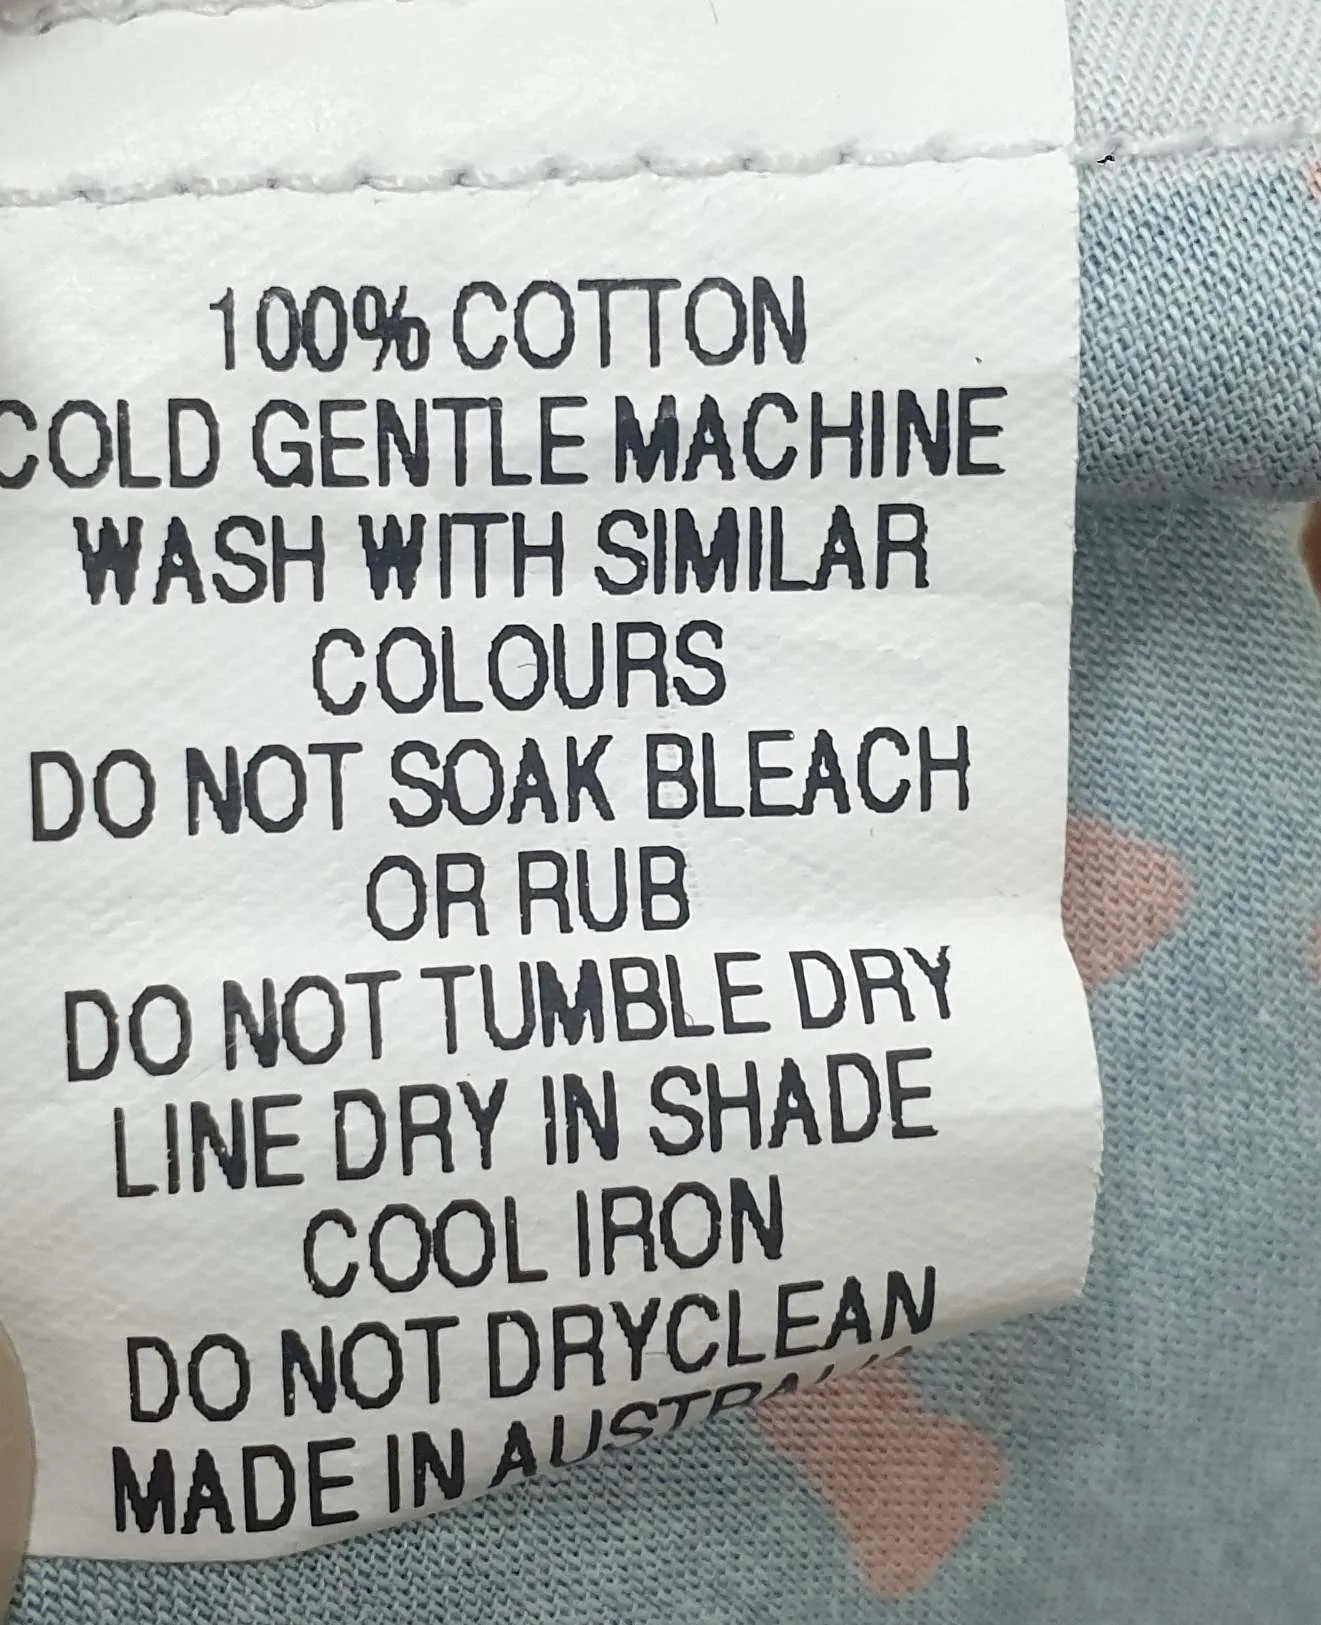 100% COTTON
COLD GENTLE MACHINE
WASH WITH SIMILAR
COLOURS
DO NOT SOAK BLEACH
OR RUB
DO NOT TUMBLE DRY
LINE DRY IN SHADE
COOL IRON
DO NOT DRYCLEAN
MADE IN AUSTRALIA